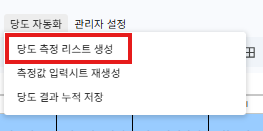 당도 자동화 관리자 설정
당도 측정 리스트 생성
측정값 입력시트 재생성
당도 결과 누적 저장